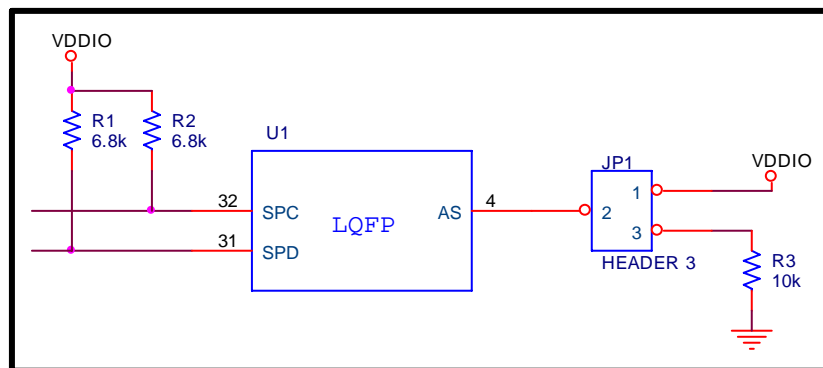 VDDIO
R1
6.8k
R2
6.8k
U1
32
SPC
31
SPD
LQFP
AS
4
JP1
1
2
3
HEADER 3
VDDIO
R3
10k